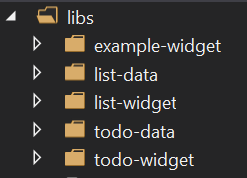 libs
example-widget
list-data
list-widget
todo-data
todo-widget